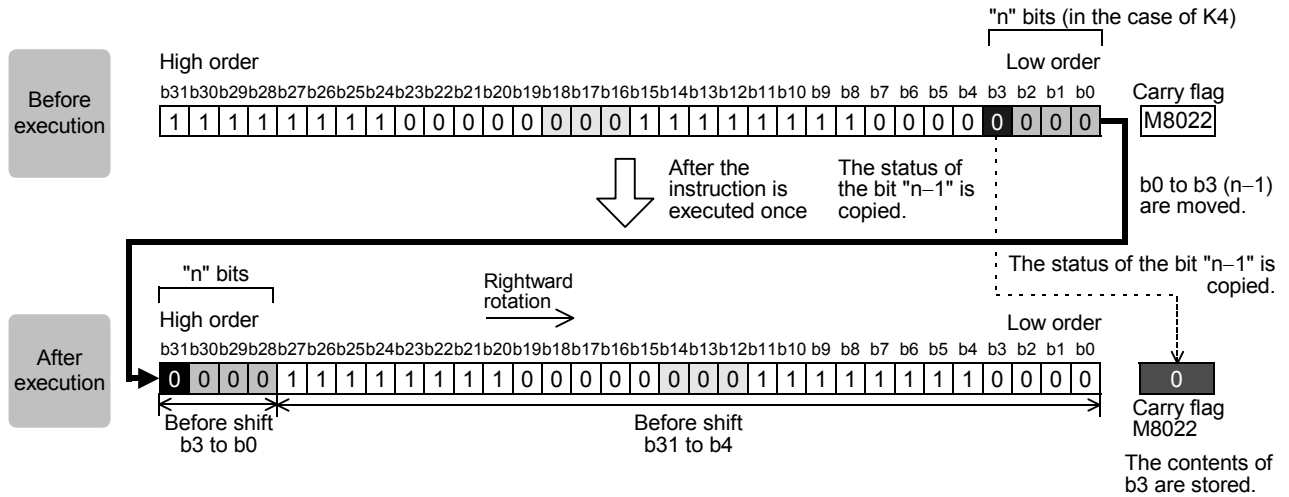 "n" bits (in the case of K4)
High order
Low order
Before
execution
b31b30b29b28b27b26b25b24b23b22b21b20b19b18b17b16b15b14b13b12b11b10 b9 b8 b7 b6 b5 b4 b3 b2 b1 b0
Carry flag
1 1 1 1 1 1 1 1 0 0 0 0 0 0 0 0 1 1 1 1 1 1 1 1 0 0 0 0 0 0 0 0
M8022
After the
instruction is
executed once
The status of
the bit "n−1" is
copied.
b0 to b3 (n−1)
are moved.
"n" bits
Rightward
rotation
The status of the bit "n−1" is
copied.
High order
Low order
After
execution
b31b30b29b28b27b26b25b24b23b22b21b20b19b18b17b16b15b14b13b12b11b10 b9 b8 b7 b6 b5 b4 b3 b2 b1 b0
0 0 0 0 1 1 1 1 1 1 1 1 0 0 0 0 0 0 0 0 1 1 1 1 1 1 1 1 0 0 0 0
0
Before shift
b3 to b0
Before shift
b31 to b4
Carry flag
M8022
The contents of
b3 are stored.